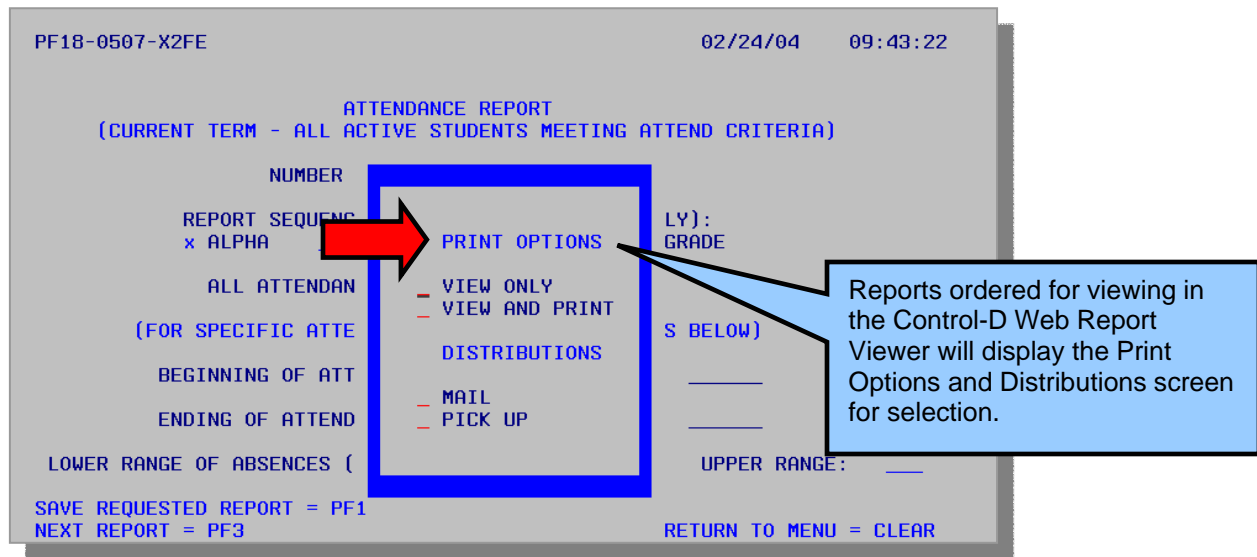 PF18-0507-X2FE 02/24/04 09:43:22
ATTENDANCE REPORT
(CURRENT TERM - ALL ACTIVE STUDENTS MEETING ATTEND CRITERIA)
NUMBER
REPORT SEQUENC LY):
x ALPHA _ PRINT OPTIONS GRADE
ALL ATTENDAN _ VIEW ONLY
_ VIEW AND PRINT
(FOR SPECIFIC ATTE S BELOW)
DISTRIBUTIONS
BEGINNING OF ATT ______
_ MAIL
ENDING OF ATTEND _ PICK UP ______
LOWER RANGE OF ABSENCES ( UPPER RANGE: ___
SAVE REQUESTED REPORT = PF1
NEXT REPORT = PF3 RETURN TO MENU = CLEAR
Reports ordered for viewing in
the Control-D Web Report
Viewer will display the Print
Options and Distributions screen
for selection.